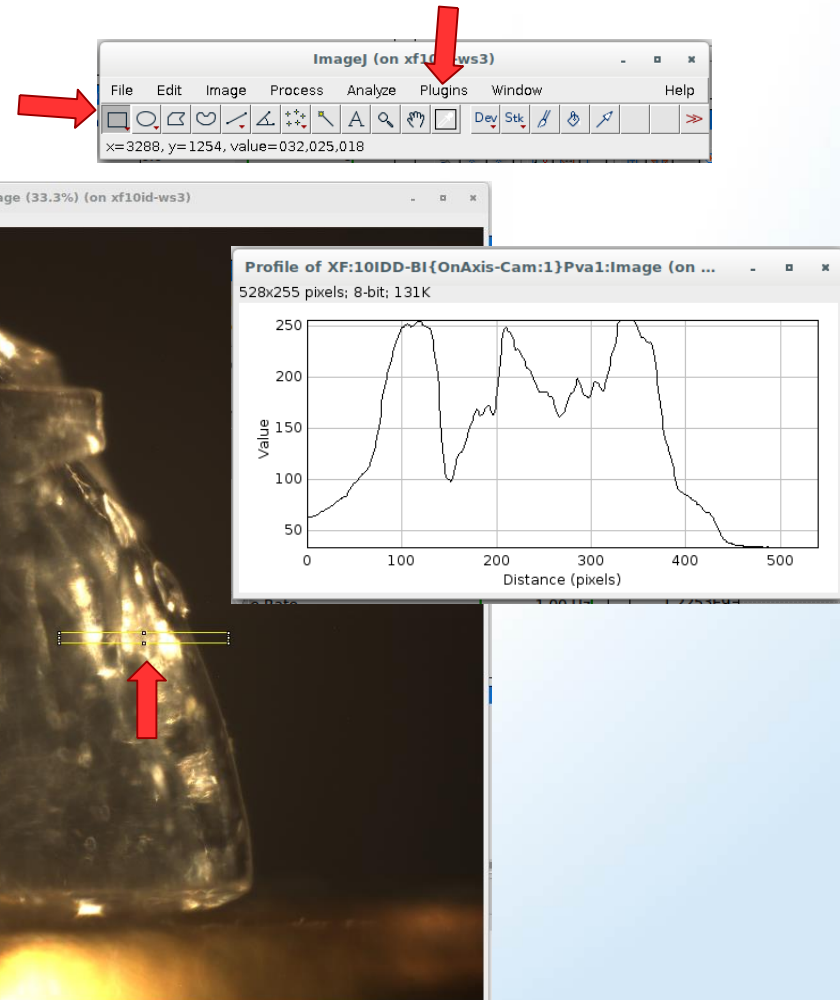 ImageJ (on xf10
-ws3)
File Edit Image Process Analyze Plugins Window Help
A Dev Stk >>
x=3288, y=1254, value=032,025,018
age (33.3%) (on xf10id-ws3)
Profile of XF:10IDD-BI{OnAxis-Cam:1}Pva1:Image (on ...
528x255 pixels; 8-bit; 131K
250
200
150
100
50
Value
0 100 200 300 400 500
Distance (pixels)